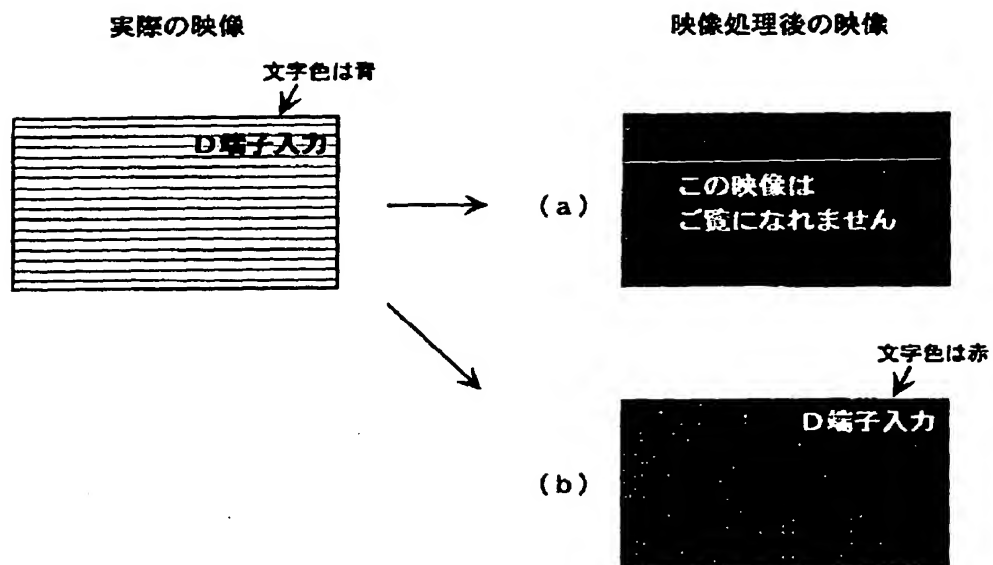 実際の映像
映像処理後の映像
文字色は青
D端子入力
(a)
この映像は
ご覧になれません
文字色は赤
D端子入力
(b)